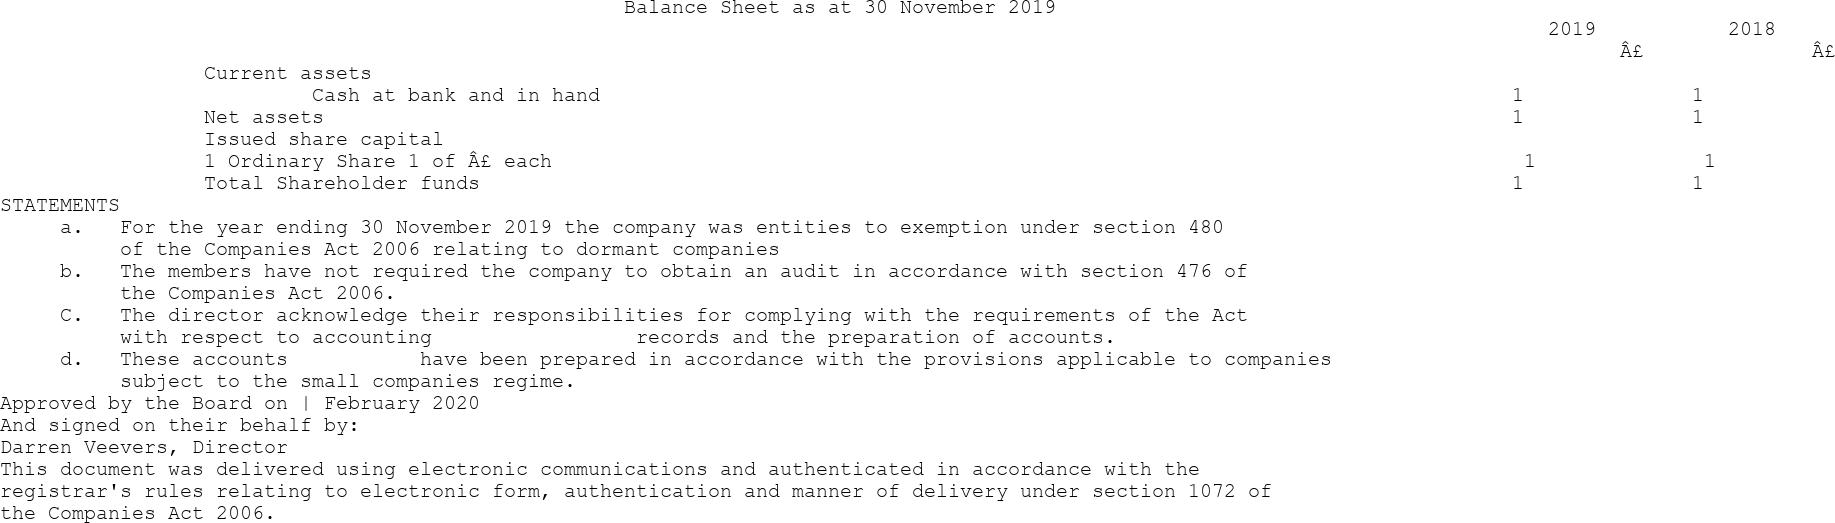 Balance Sheet as at 30 November 2019
2019 2018
Â£ Â£
Current assets
Cash at bank and in hand 1 1
Net assets 1 1
Issued share capital
1 Ordinary Share 1 of Â£ each 1 1
Total Shareholder funds 1 1
STATEMENTS
a. For the year ending 30 November 2019 the company was entities to exemption under section 480
of the Companies Act 2006 relating to dormant companies
b. The members have not required the company to obtain an audit in accordance with section 476 of
the Companies Act 2006.
C. The director acknowledge their responsibilities for complying with the requirements of the Act
with respect to accounting records and the preparation of accounts.
d. These accounts have been prepared in accordance with the provisions applicable to companies
subject to the small companies regime.
Approved by the Board on | February 2020
And signed on their behalf by:
Darren Veevers, Director
This document was delivered using electronic communications and authenticated in accordance with the
registrar's rules relating to electronic form, authentication and manner of delivery under section 1072 of
the Companies Act 2006.